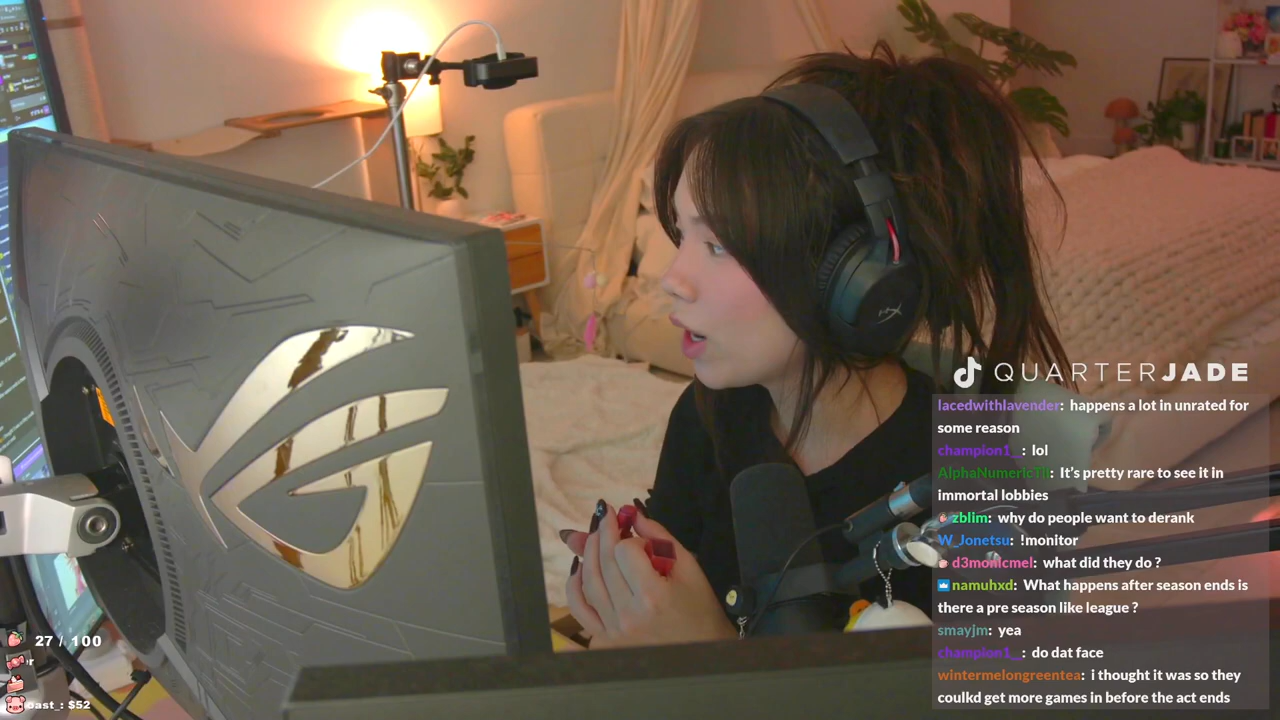 QUARTERJADE
lacedwithlavender: happens a lot in unrated for
some reason
champion1__: lol
It's pretty rare to see it in
immortal lobbies
zblim: why do people want to derank
W_Jonetsu: !monitor
d3monicmel: what did they do ?
namuhxd: What happens after season ends is
there a pre season like league ?
smayjm: yea
champion1__: do dat face
wintermelongreentea: i thought it was so they
coulkd get more games in before the act ends
27 / 100
oast_: $52